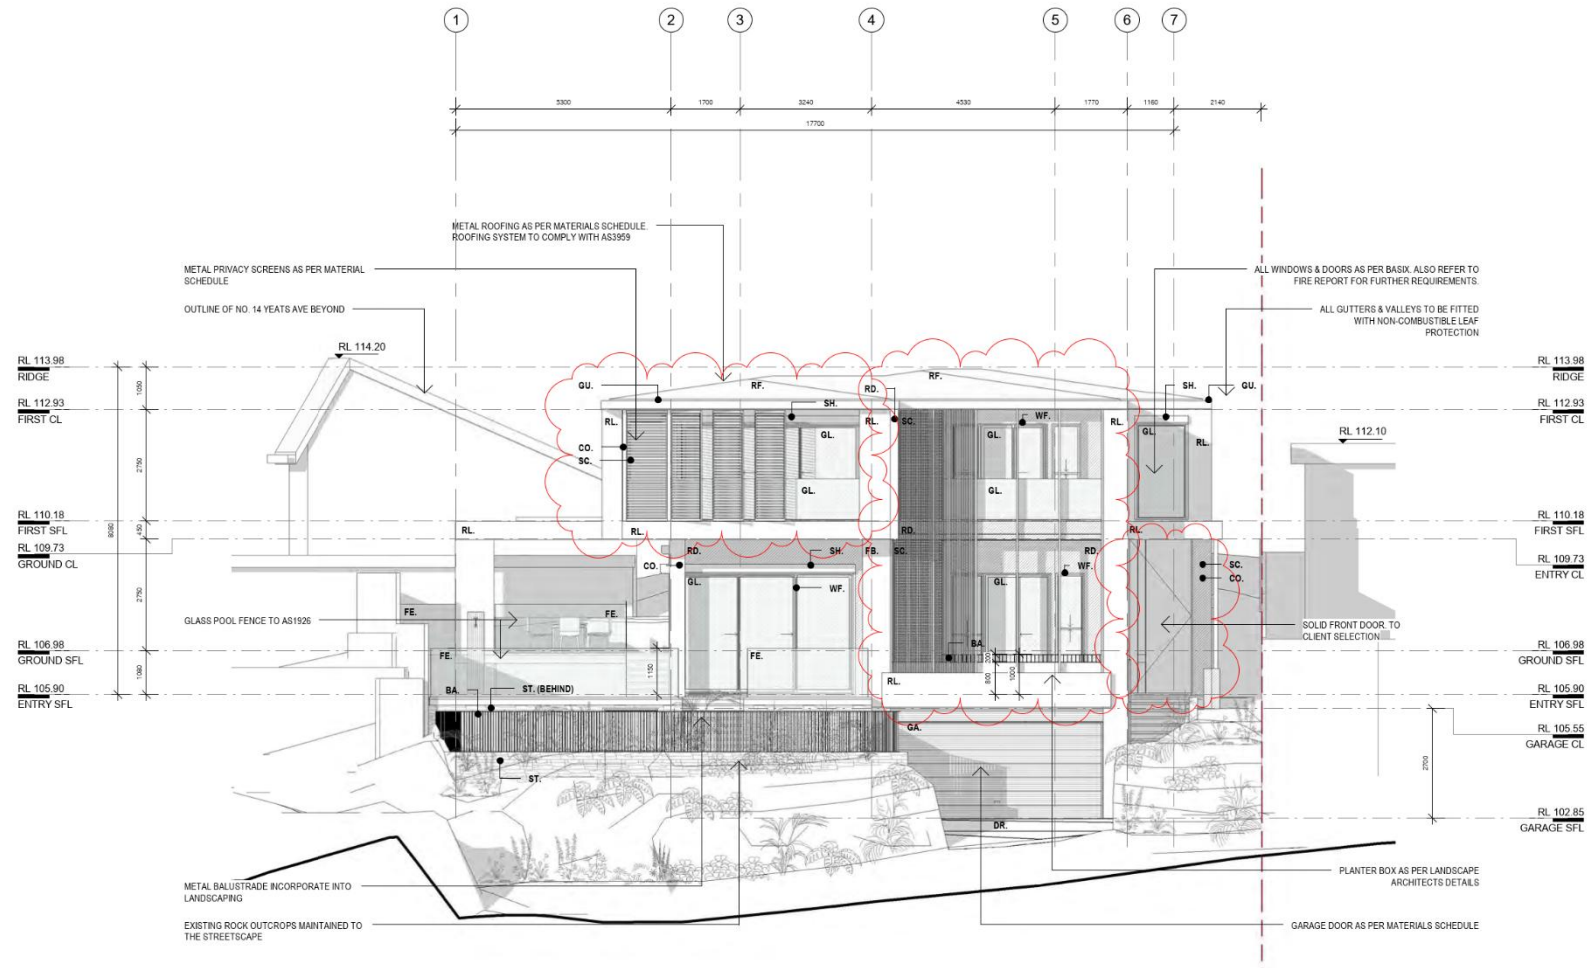 1 2 3 4 5 6 7
5300 1700 3240 4530 1770 1160 2140
17700
METAL ROOFING AS PER MATERIALS SCHEDULE.
ROOFING SYSTEM TO COMPLY WITH AS3959
METAL PRIVACY SCREENS AS PER MATERIAL
SCHEDULE
OUTLINE OF NO. 14 YEATS AVE BEYOND
ALL WINDOWS & DOORS AS PER BASIX. ALSO REFER TO
FIRE REPORT FOR FURTHER REQUIREMENTS.
ALL GUTTERS & VALLEYS TO BE FITTED
WITH NON-COMBUSTIBLE LEAF
PROTECTION
RL 114.20
RL 113.98
RIDGE
RL 112.93
FIRST CL
RL 110.18
FIRST SFL
RL 109.73
GROUND CL
RL 106.98
GROUND SFL
RL 105.90
ENTRY SFL
1050
2750
450
2750
1080
8080
GU. RF. RD. RF. SH. GU.
RL. SH. RL. SC. WF. RL. GL. RL.
CO. GL. GL.
SC. GL. GL.
RL. RL. RD. RL.
RD. SH. FB. SC. RD. SC.
CO. GL. WF. GL. WF. CO.
FE. FE.
GLASS POOL FENCE TO AS1926
SOLID FRONT DOOR. TO
CLIENT SELECTION
FE. 1150 FE. BA. 200
800 1000
RL.
BA. ST. (BEHIND)
GA.
ST.
DR.
RL 113.98
RIDGE
RL 112.93
FIRST CL
RL 112.10
RL 110.18
FIRST SFL
RL 109.73
ENTRY CL
RL 106.98
GROUND SFL
RL 105.90
ENTRY SFL
RL 105.55
GARAGE CL
2700
RL 102.85
GARAGE SFL
METAL BALUSTRADE INCORPORATE INTO
LANDSCAPING
EXISTING ROCK OUTCROPS MAINTAINED TO
THE STREETSCAPE
PLANTER BOX AS PER LANDSCAPE
ARCHITECTS DETAILS
GARAGE DOOR AS PER MATERIALS SCHEDULE